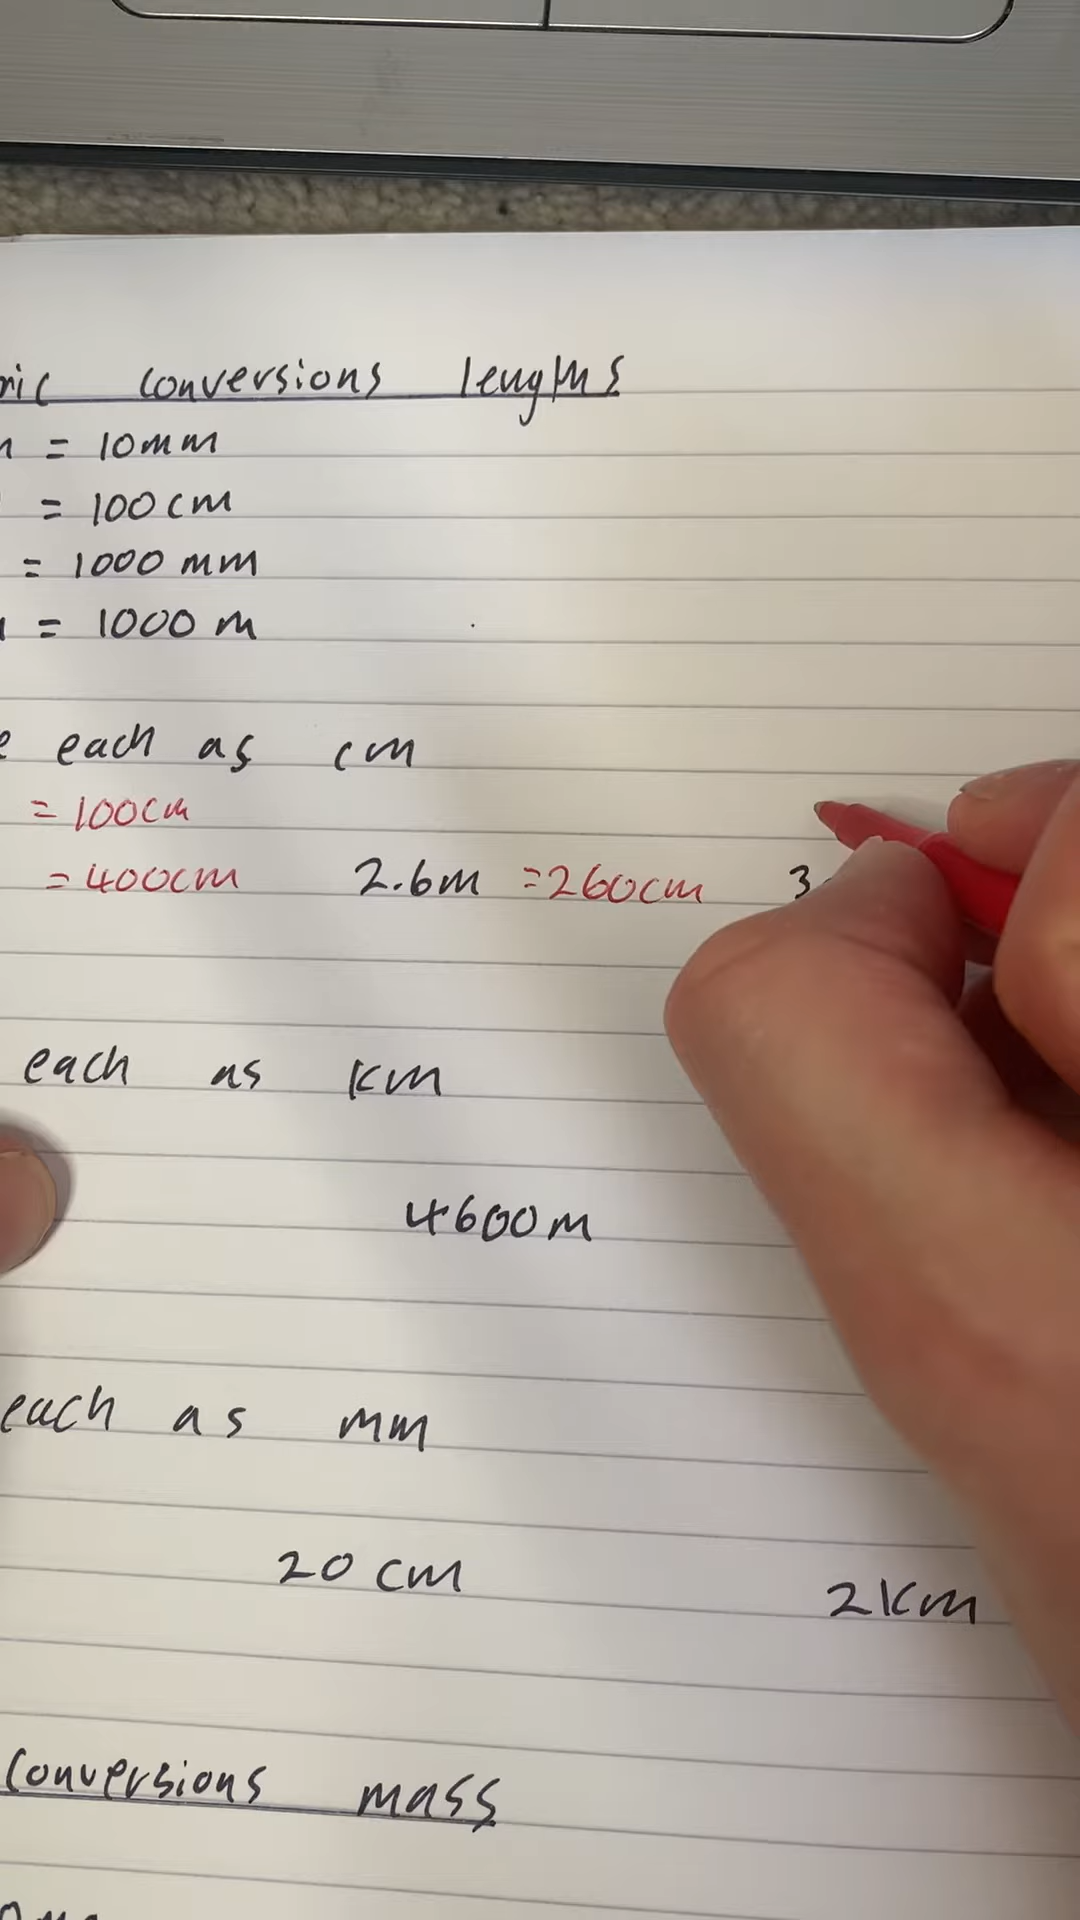 conversions lengths
= 10mm
= 100cm
= 1000 mm
= 1000 m
each as cm
= 100cm
= 400cm 2.6m = 260cm 3
each as km
4600m
each as mm
20 cm 2km
conversions mass